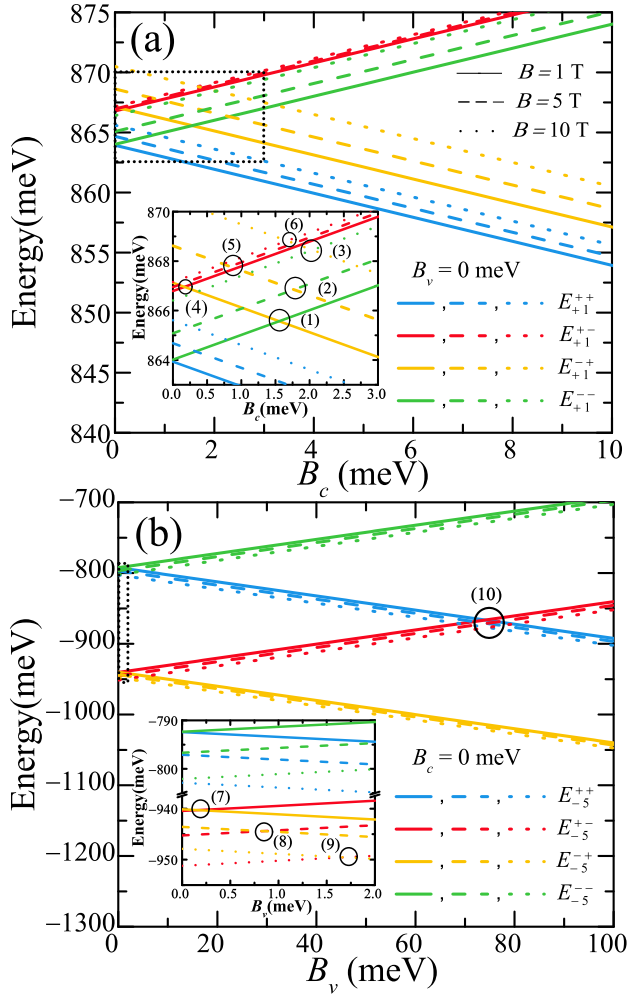 (a)
875
870
865
860
855
850
845
840
Energy(meV)
B = 1 T
B = 5 T
B = 10 T
870
868
866
864
Energy(meV)
(6)
(5)
(3)
(2)
(4)
(1)
0.0 0.5 1.0 1.5 2.0 2.5 3.0
B_c(meV)
B_v = 0 meV
, , E_{+1}^{++}
, , E_{+1}^{+-}
, , E_{+1}^{-+}
, , E_{+1}^{--}
0 2 4 6 8 10
B_c (meV)
(b)
−700
−800
−900
−1000
−1100
−1200
−1300
Energy(meV)
(10)
-790
-800
-940
-950
Energy(meV)
(7)
(8)
(9)
0.0 0.5 1.0 1.5 2.0
B_v(meV)
B_c = 0 meV
, , E_{-5}^{++}
, , E_{-5}^{+-}
, , E_{-5}^{-+}
, , E_{-5}^{--}
0 20 40 60 80 100
B_v (meV)